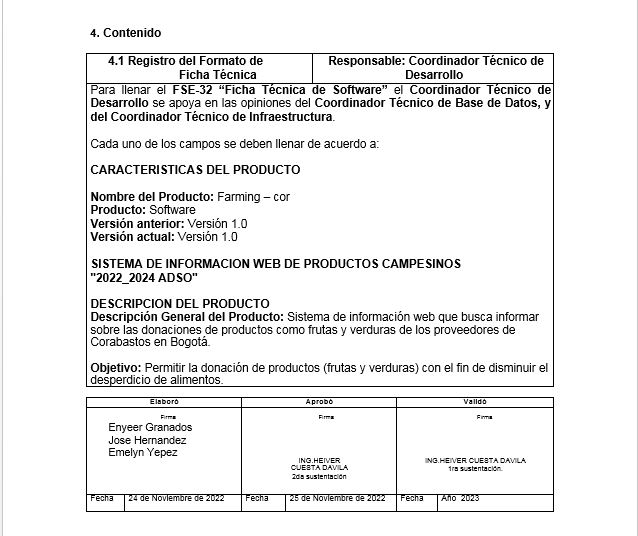 4. Contenido
4.1 Registro del Formato de
Ficha Técnica
Responsable: Coordinador Técnico de
Desarrollo
Para llenar el FSE-32 “Ficha Técnica de Software” el Coordinador Técnico de
Desarrollo se apoya en las opiniones del Coordinador Técnico de Base de Datos, y
del Coordinador Técnico de Infraestructura.
Cada uno de los campos se deben llenar de acuerdo a:
CARACTERISTICAS DEL PRODUCTO
Nombre del Producto: Farming – cor
Producto: Software
Versión anterior: Versión 1.0
Versión actual: Versión 1.0
SISTEMA DE INFORMACION WEB DE PRODUCTOS CAMPESINOS
"2022_2024 ADSO"
DESCRIPCION DEL PRODUCTO
Descripción General del Producto: Sistema de información web que busca informar
sobre las donaciones de productos como frutas y verduras de los proveedores de
Corabastos en Bogotá.
Objetivo: Permitir la donación de productos (frutas y verduras) con el fin de disminuir el
desperdicio de alimentos.
Elaboró
Aprobó
Validó
Firma
Enyeer Granados
Jose Hernandez
Emelyn Yepez
Firma
ING.HEIVER
CUESTA DAVILA
2da sustentación
Firma
ING.HEIVER CUESTA DAVILA
1ra sustentación.
Fecha
24 de Noviembre de 2022
Fecha
25 de Noviembre de 2022
Fecha
Año 2023